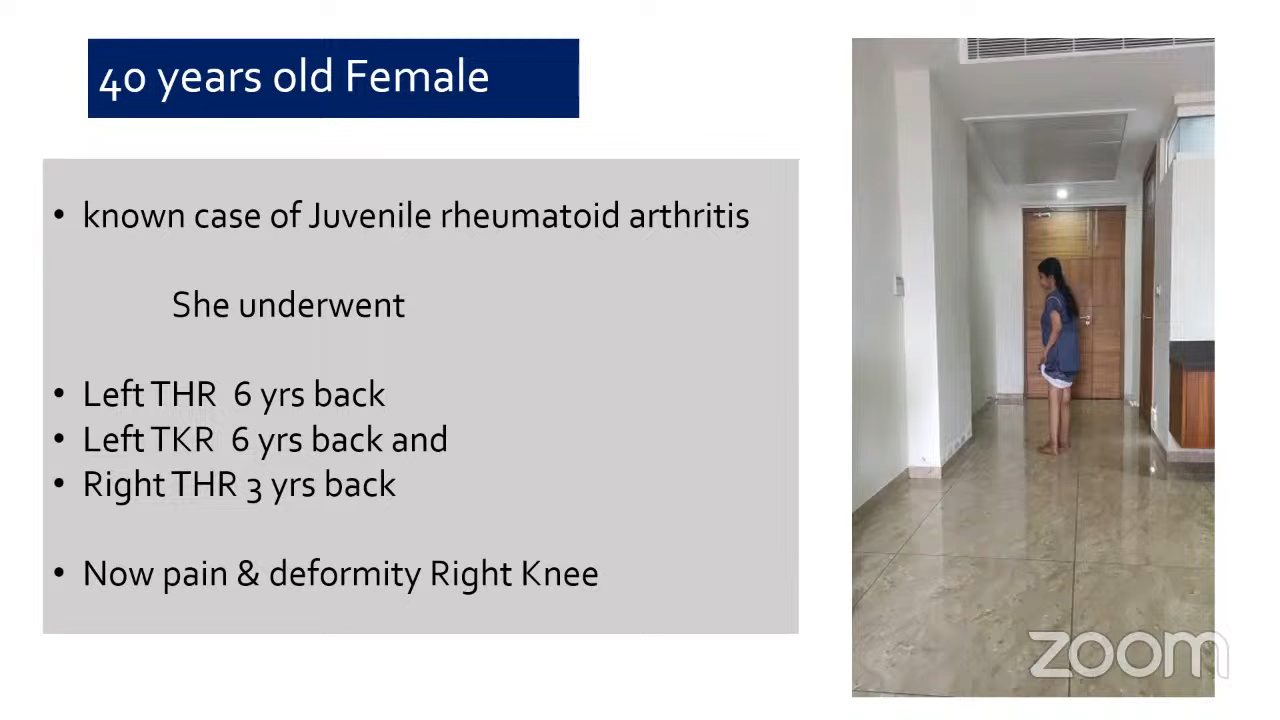 40 years old Female
• known case of Juvenile rheumatoid arthritis
She underwent
• Left THR 6 yrs back
• Left TKR 6 yrs back and
• Right THR 3 yrs back
• Now pain & deformity Right Knee
zoom